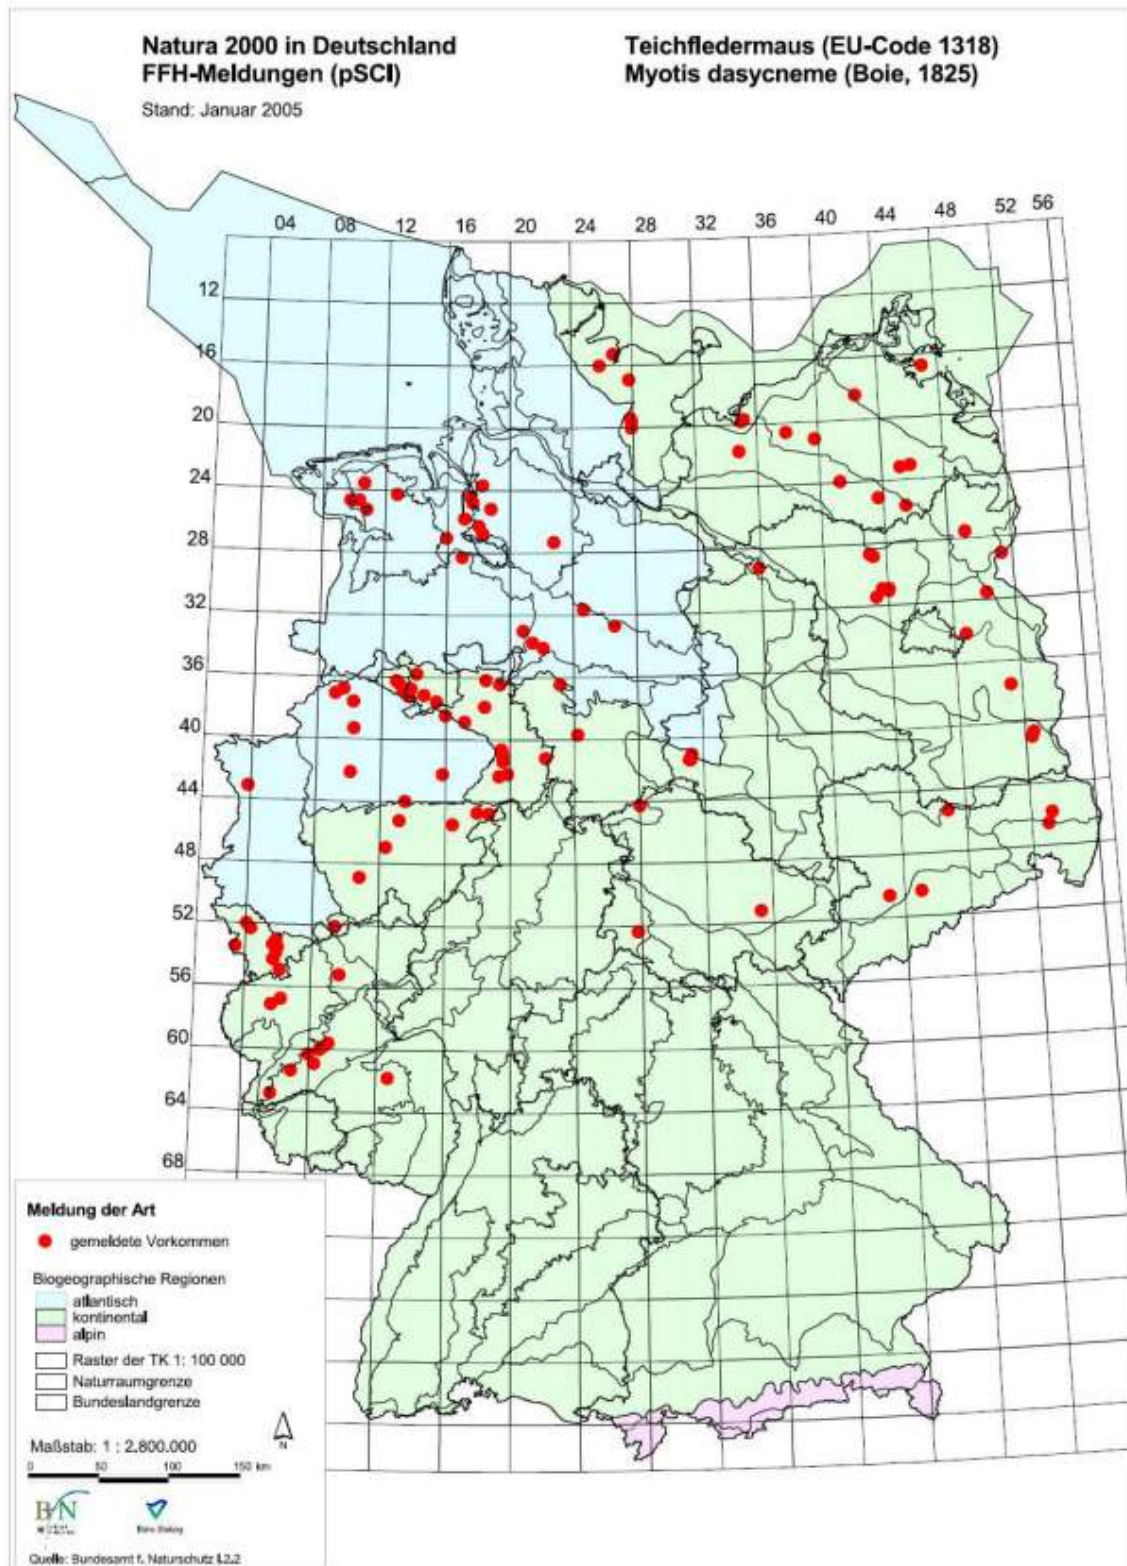 Natura 2000 in Deutschland
FFH-Meldungen (pSCI)
Stand: Januar 2005
Teichfledermaus (EU-Code 1318)
Myotis dasycneme (Boie, 1825)
04 08 12 16 20 24 28 32 36 40 44 48 52 56
12
16
20
24
28
32
36
40
44
48
52
56
60
64
68
Meldung der Art
gemeldete Vorkommen
Biogeographische Regionen
atlantisch
kontinental
alpin
Raster der TK 1: 100 000
Naturraumgrenze
Bundeslandgrenze
N
Maßstab: 1 : 2.800.000
0 50 100 150 km
BfN
Quelle: Bundesamt f. Naturschutz I.2.2